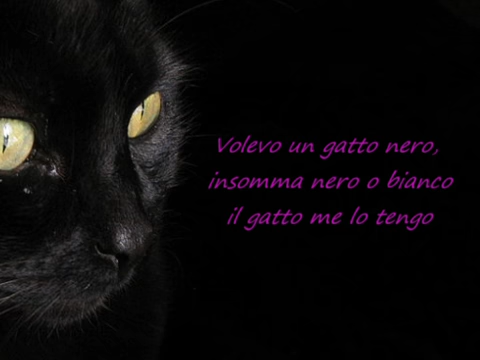 Volevo un gatto nero,
insomma nero o bianco
il gatto me lo tengo